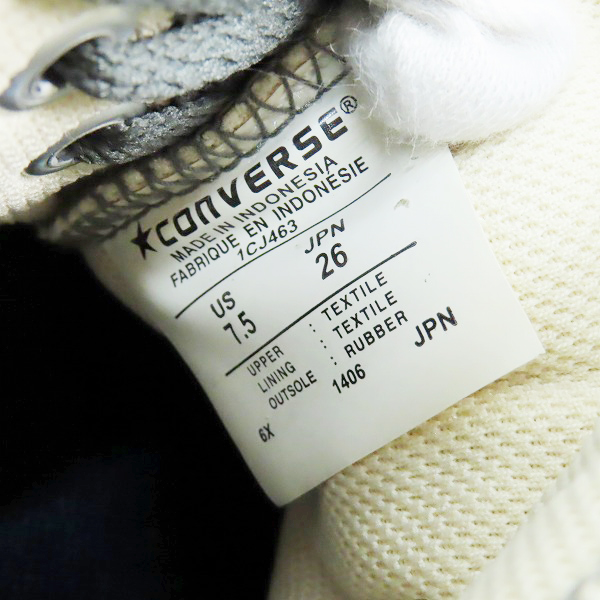 ★CONVERSE®
MADE IN INDONESIA
FABRIQUE EN INDONÉSIE
1CJ463
US JPN
7.5 26
UPPER : TEXTILE
LINING : TEXTILE
OUTSOLE : RUBBER
6X 1406 JPN